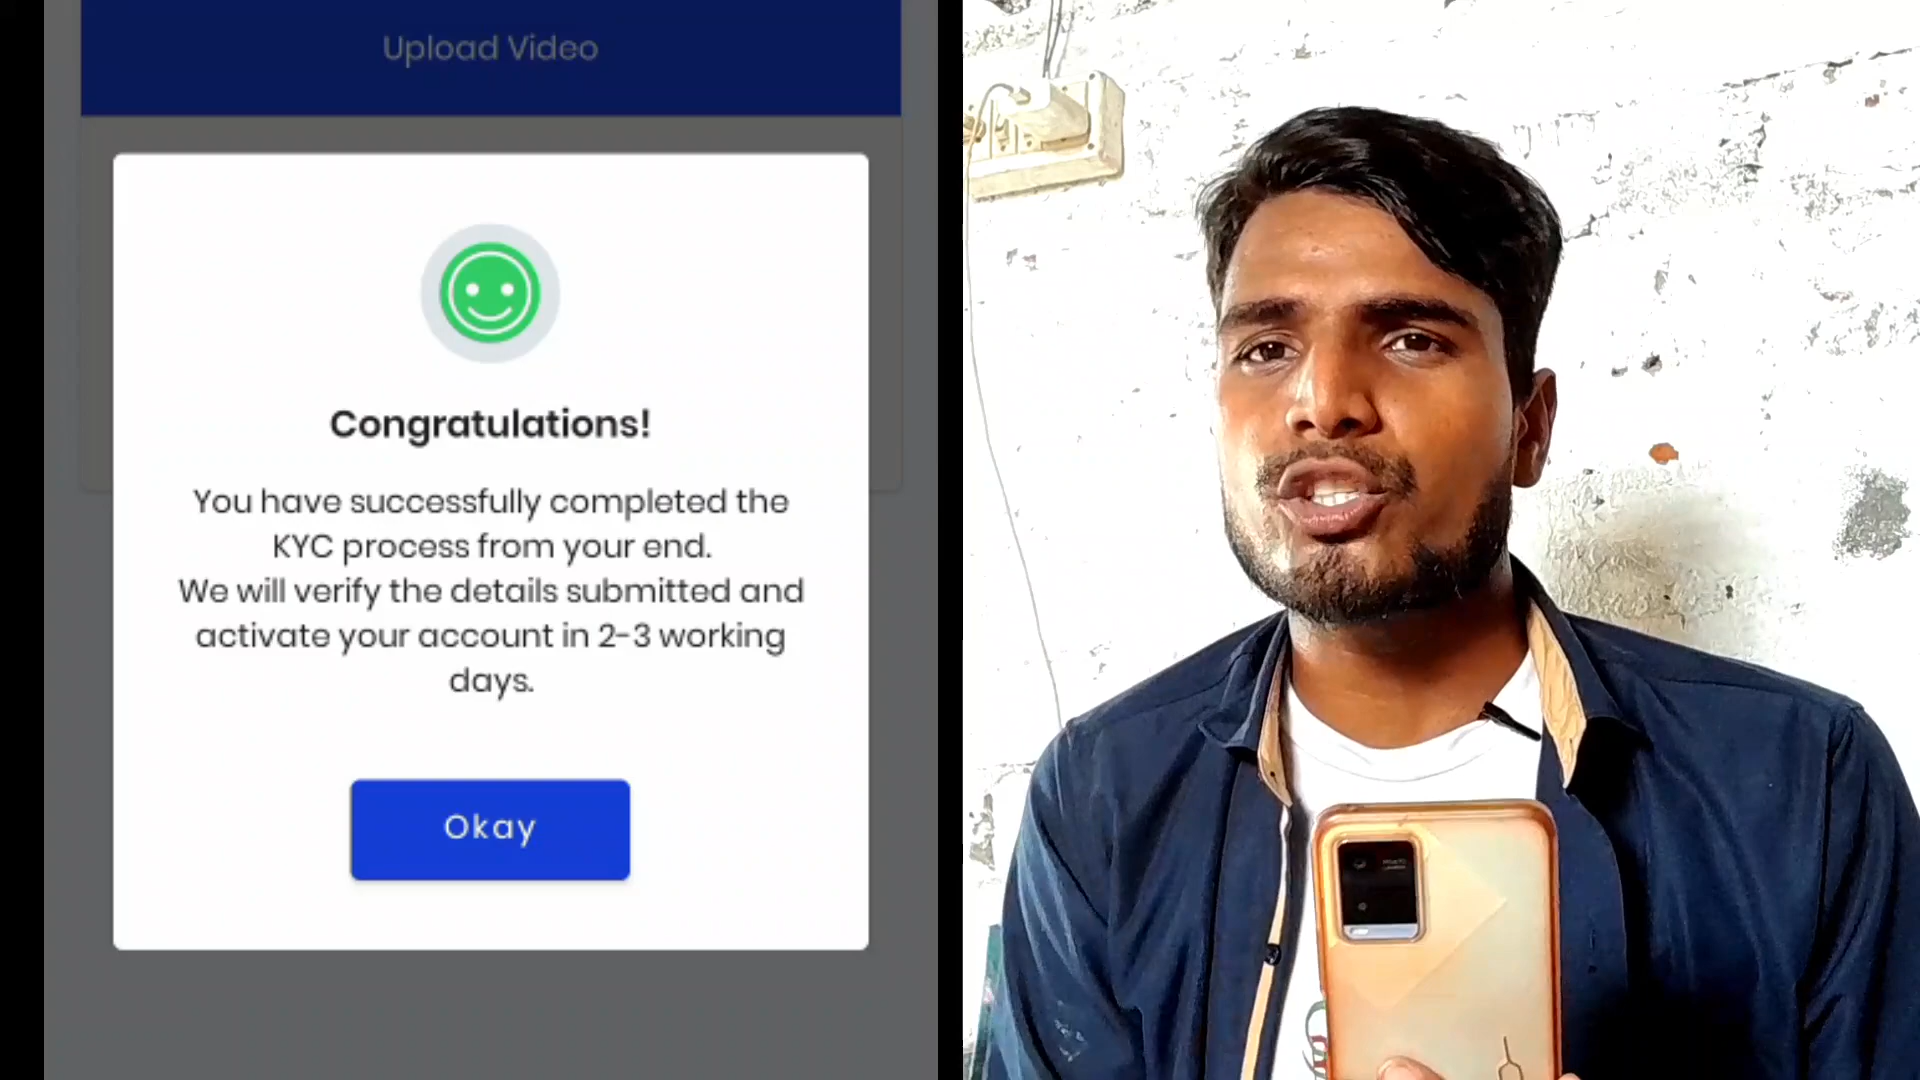 Upload Video
Congratulations!
You have successfully completed the
KYC process from your end.
We will verify the details submitted and
activate your account in 2-3 working
days.
Okay